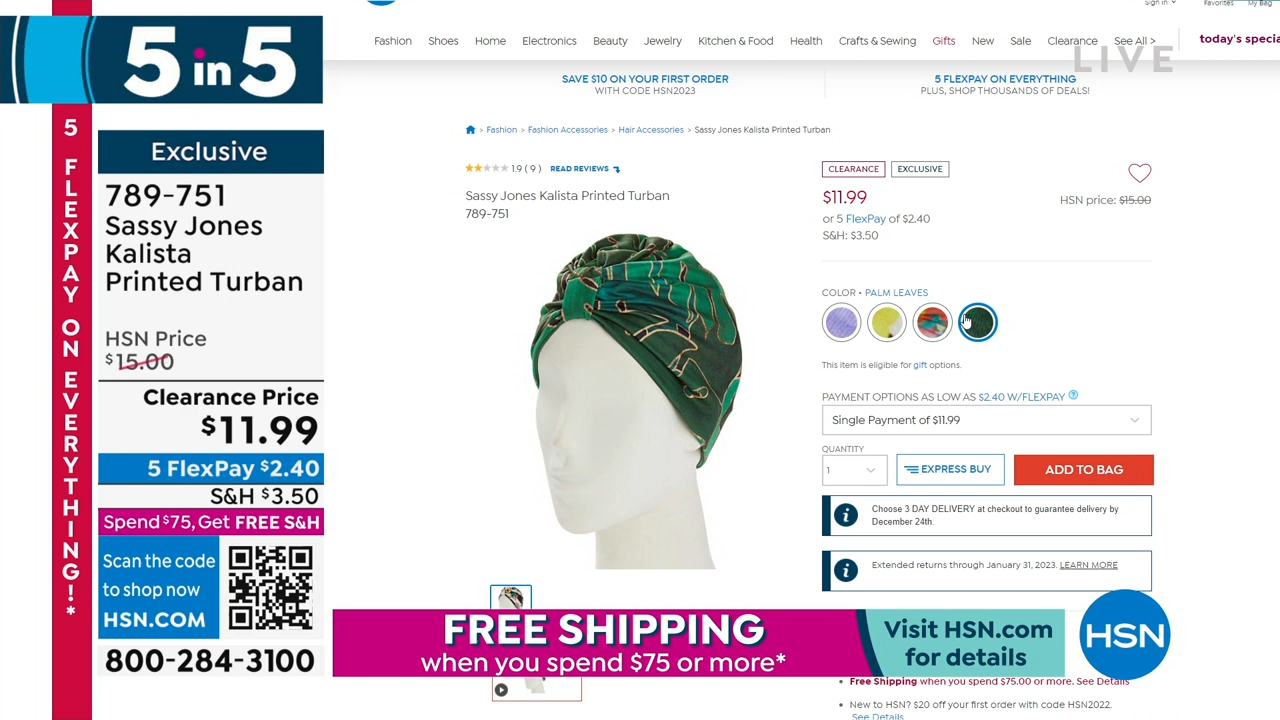 5 in 5
5 FLEXPAY ON EVERYTHING!*
Exclusive
789-751
Sassy Jones
Kalista
Printed Turban
HSN Price
$15.00
Clearance Price
$11.99
5 FlexPay $2.40
S&H $3.50
Spend $75, Get FREE S&H
Scan the code
to shop now
HSN.COM
800-284-3100
Sign in
Favorites
My Bag
Fashion Shoes Home Electronics Beauty Jewelry Kitchen & Food Health Crafts & Sewing Gifts New Sale Clearance See All >
today's specia
LIVE
SAVE $10 ON YOUR FIRST ORDER
WITH CODE HSN2023
5 FLEXPAY ON EVERYTHING
PLUS, SHOP THOUSANDS OF DEALS!
> Fashion > Fashion Accessories > Hair Accessories > Sassy Jones Kalista Printed Turban
1.9 ( 9 ) READ REVIEWS
Sassy Jones Kalista Printed Turban
789-751
CLEARANCE EXCLUSIVE
$11.99
HSN price: $15.00
or 5 FlexPay of $2.40
S&H: $3.50
COLOR • PALM LEAVES
This item is eligible for gift options.
PAYMENT OPTIONS AS LOW AS $2.40 W/FLEXPAY ?
Single Payment of $11.99
QUANTITY
1
EXPRESS BUY
ADD TO BAG
i
Choose 3 DAY DELIVERY at checkout to guarantee delivery by
December 24th.
i
Extended returns through January 31, 2023. LEARN MORE
FREE SHIPPING
when you spend $75 or more*
Visit HSN.com
for details
HSN
• Free Shipping when you spend $75.00 or more. See Details
• New to HSN? $20 off your first order with code HSN2022.
See Details